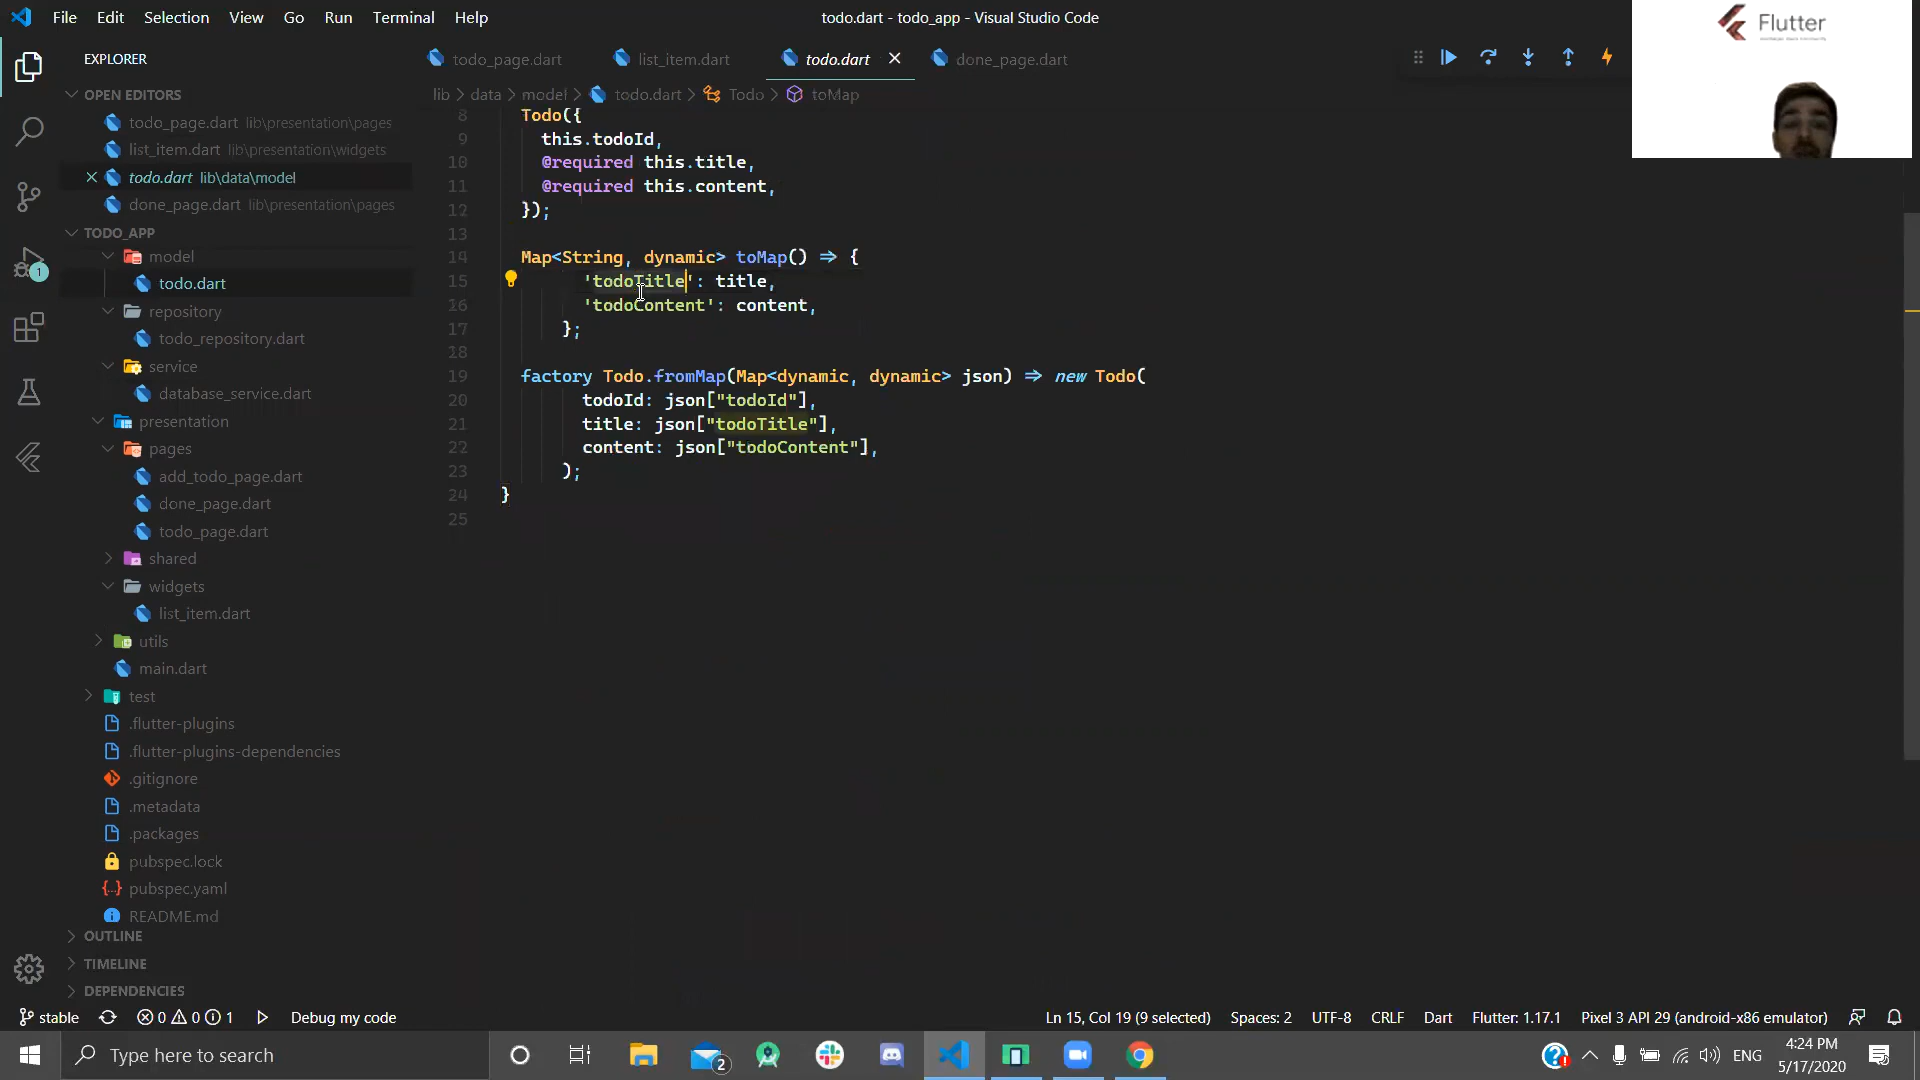 File Edit Selection View Go Run Terminal Help
todo.dart - todo_app - Visual Studio Code
Flutter
EXPLORER
todo_page.dart
list_item.dart
todo.dart
done_page.dart
OPEN EDITORS
lib > data > model > todo.dart > Todo > toMap
todo_page.dart lib\presentation\pages
list_item.dart lib\presentation\widgets
todo.dart lib\data\model
done_page.dart lib\presentation\pages
TODO_APP
model
todo.dart
repository
todo_repository.dart
service
database_service.dart
presentation
pages
add_todo_page.dart
done_page.dart
todo_page.dart
shared
widgets
list_item.dart
utils
main.dart
test
.flutter-plugins
.flutter-plugins-dependencies
.gitignore
.metadata
.packages
pubspec.lock
pubspec.yaml
README.md
OUTLINE
TIMELINE
DEPENDENCIES
8 Todo({
9 this.todoId,
10 @required this.title,
11 @required this.content,
12 });
13
14 Map<String, dynamic> toMap() => {
15 'todoTitle': title,
16 'todoContent': content,
17 };
18
19 factory Todo.fromMap(Map<dynamic, dynamic> json) => new Todo(
20 todoId: json["todoId"],
21 title: json["todoTitle"],
22 content: json["todoContent"],
23 );
24 }
25
1
stable 0 0 1 Debug my code
Ln 15, Col 19 (9 selected) Spaces: 2 UTF-8 CRLF Dart Flutter: 1.17.1 Pixel 3 API 29 (android-x86 emulator)
Type here to search
2
ENG
4:24 PM
5/17/2020